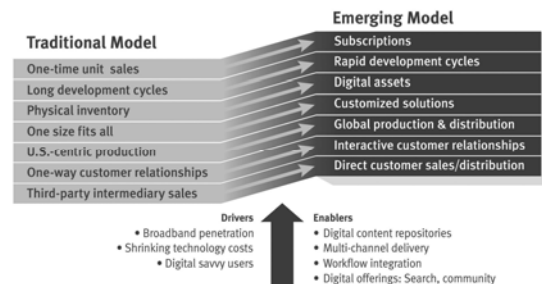 Traditional Model
One-time unit sales
Long development cycles
Physical inventory
One size fits all
U.S.-centric production
One-way customer relationships
Third-party intermediary sales
Emerging Model
Subscriptions
Rapid development cycles
Digital assets
Customized solutions
Global production & distribution
Interactive customer relationships
Direct customer sales/distribution
Drivers
• Broadband penetration
• Shrinking technology costs
• Digital savvy users
Enablers
• Digital content repositories
• Multi-channel delivery
• Workflow integration
• Digital offerings: Search, community